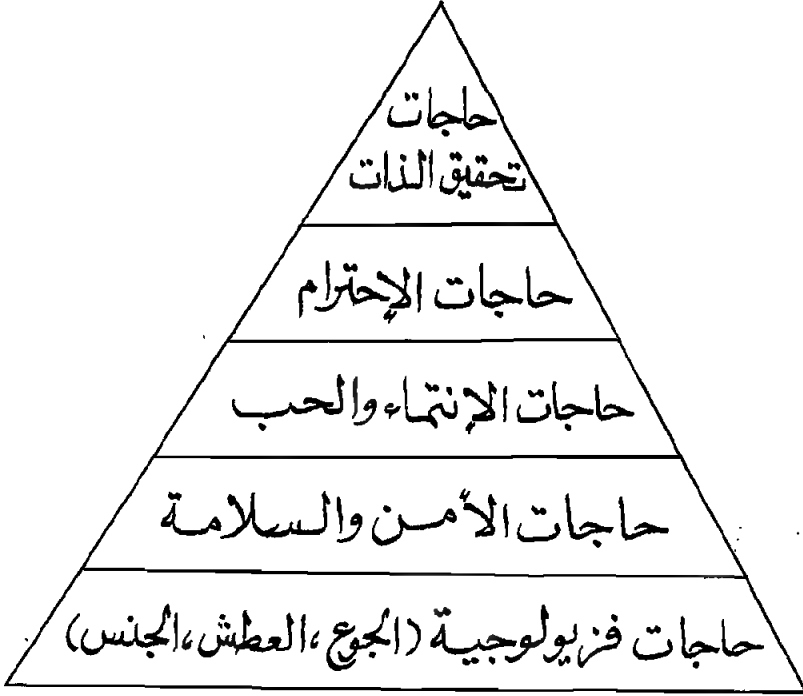 حاجات
تحقيق الذات
حاجات الإحترام
حاجات الإنتماء والحب
حاجات الأمن والسلامة
حاجات فزيولوجية (الجوع، العطش، الجنس)